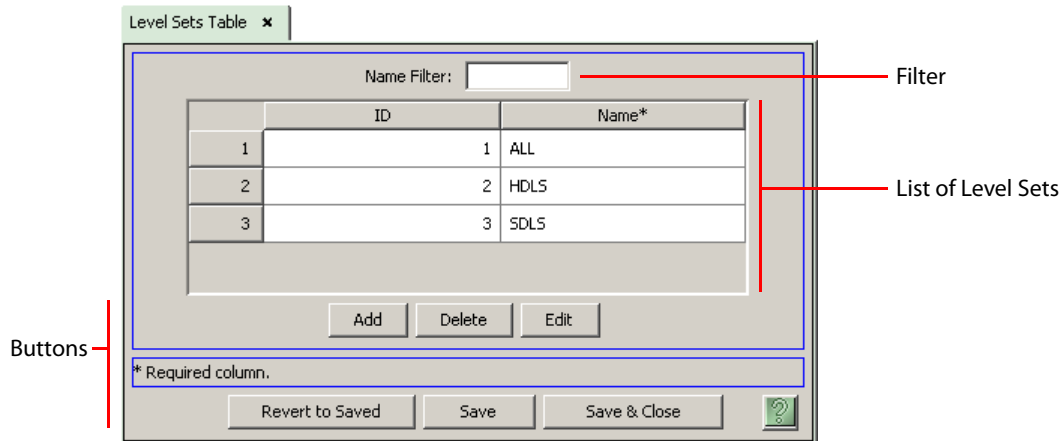 Level Sets Table ×
Name Filter:
Filter
ID Name*
1 1 ALL
2 2 HDLS
3 3 SDLS
List of Level Sets
Add Delete Edit
Buttons
* Required column.
Revert to Saved Save Save & Close ?